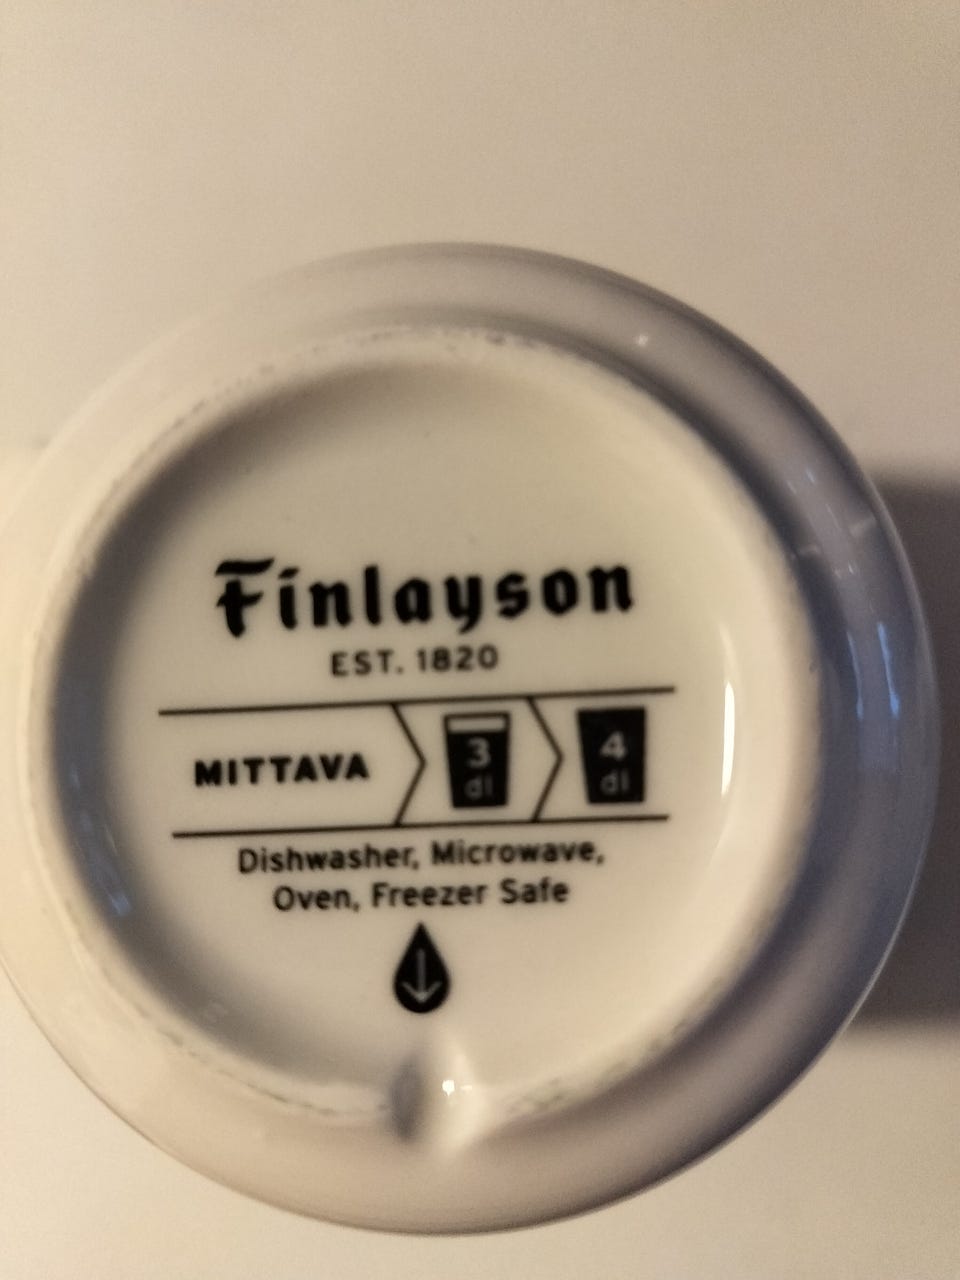 Finlayson
EST. 1820
MITTAVA 3 dl 4 dl
Dishwasher, Microwave,
Oven, Freezer Safe